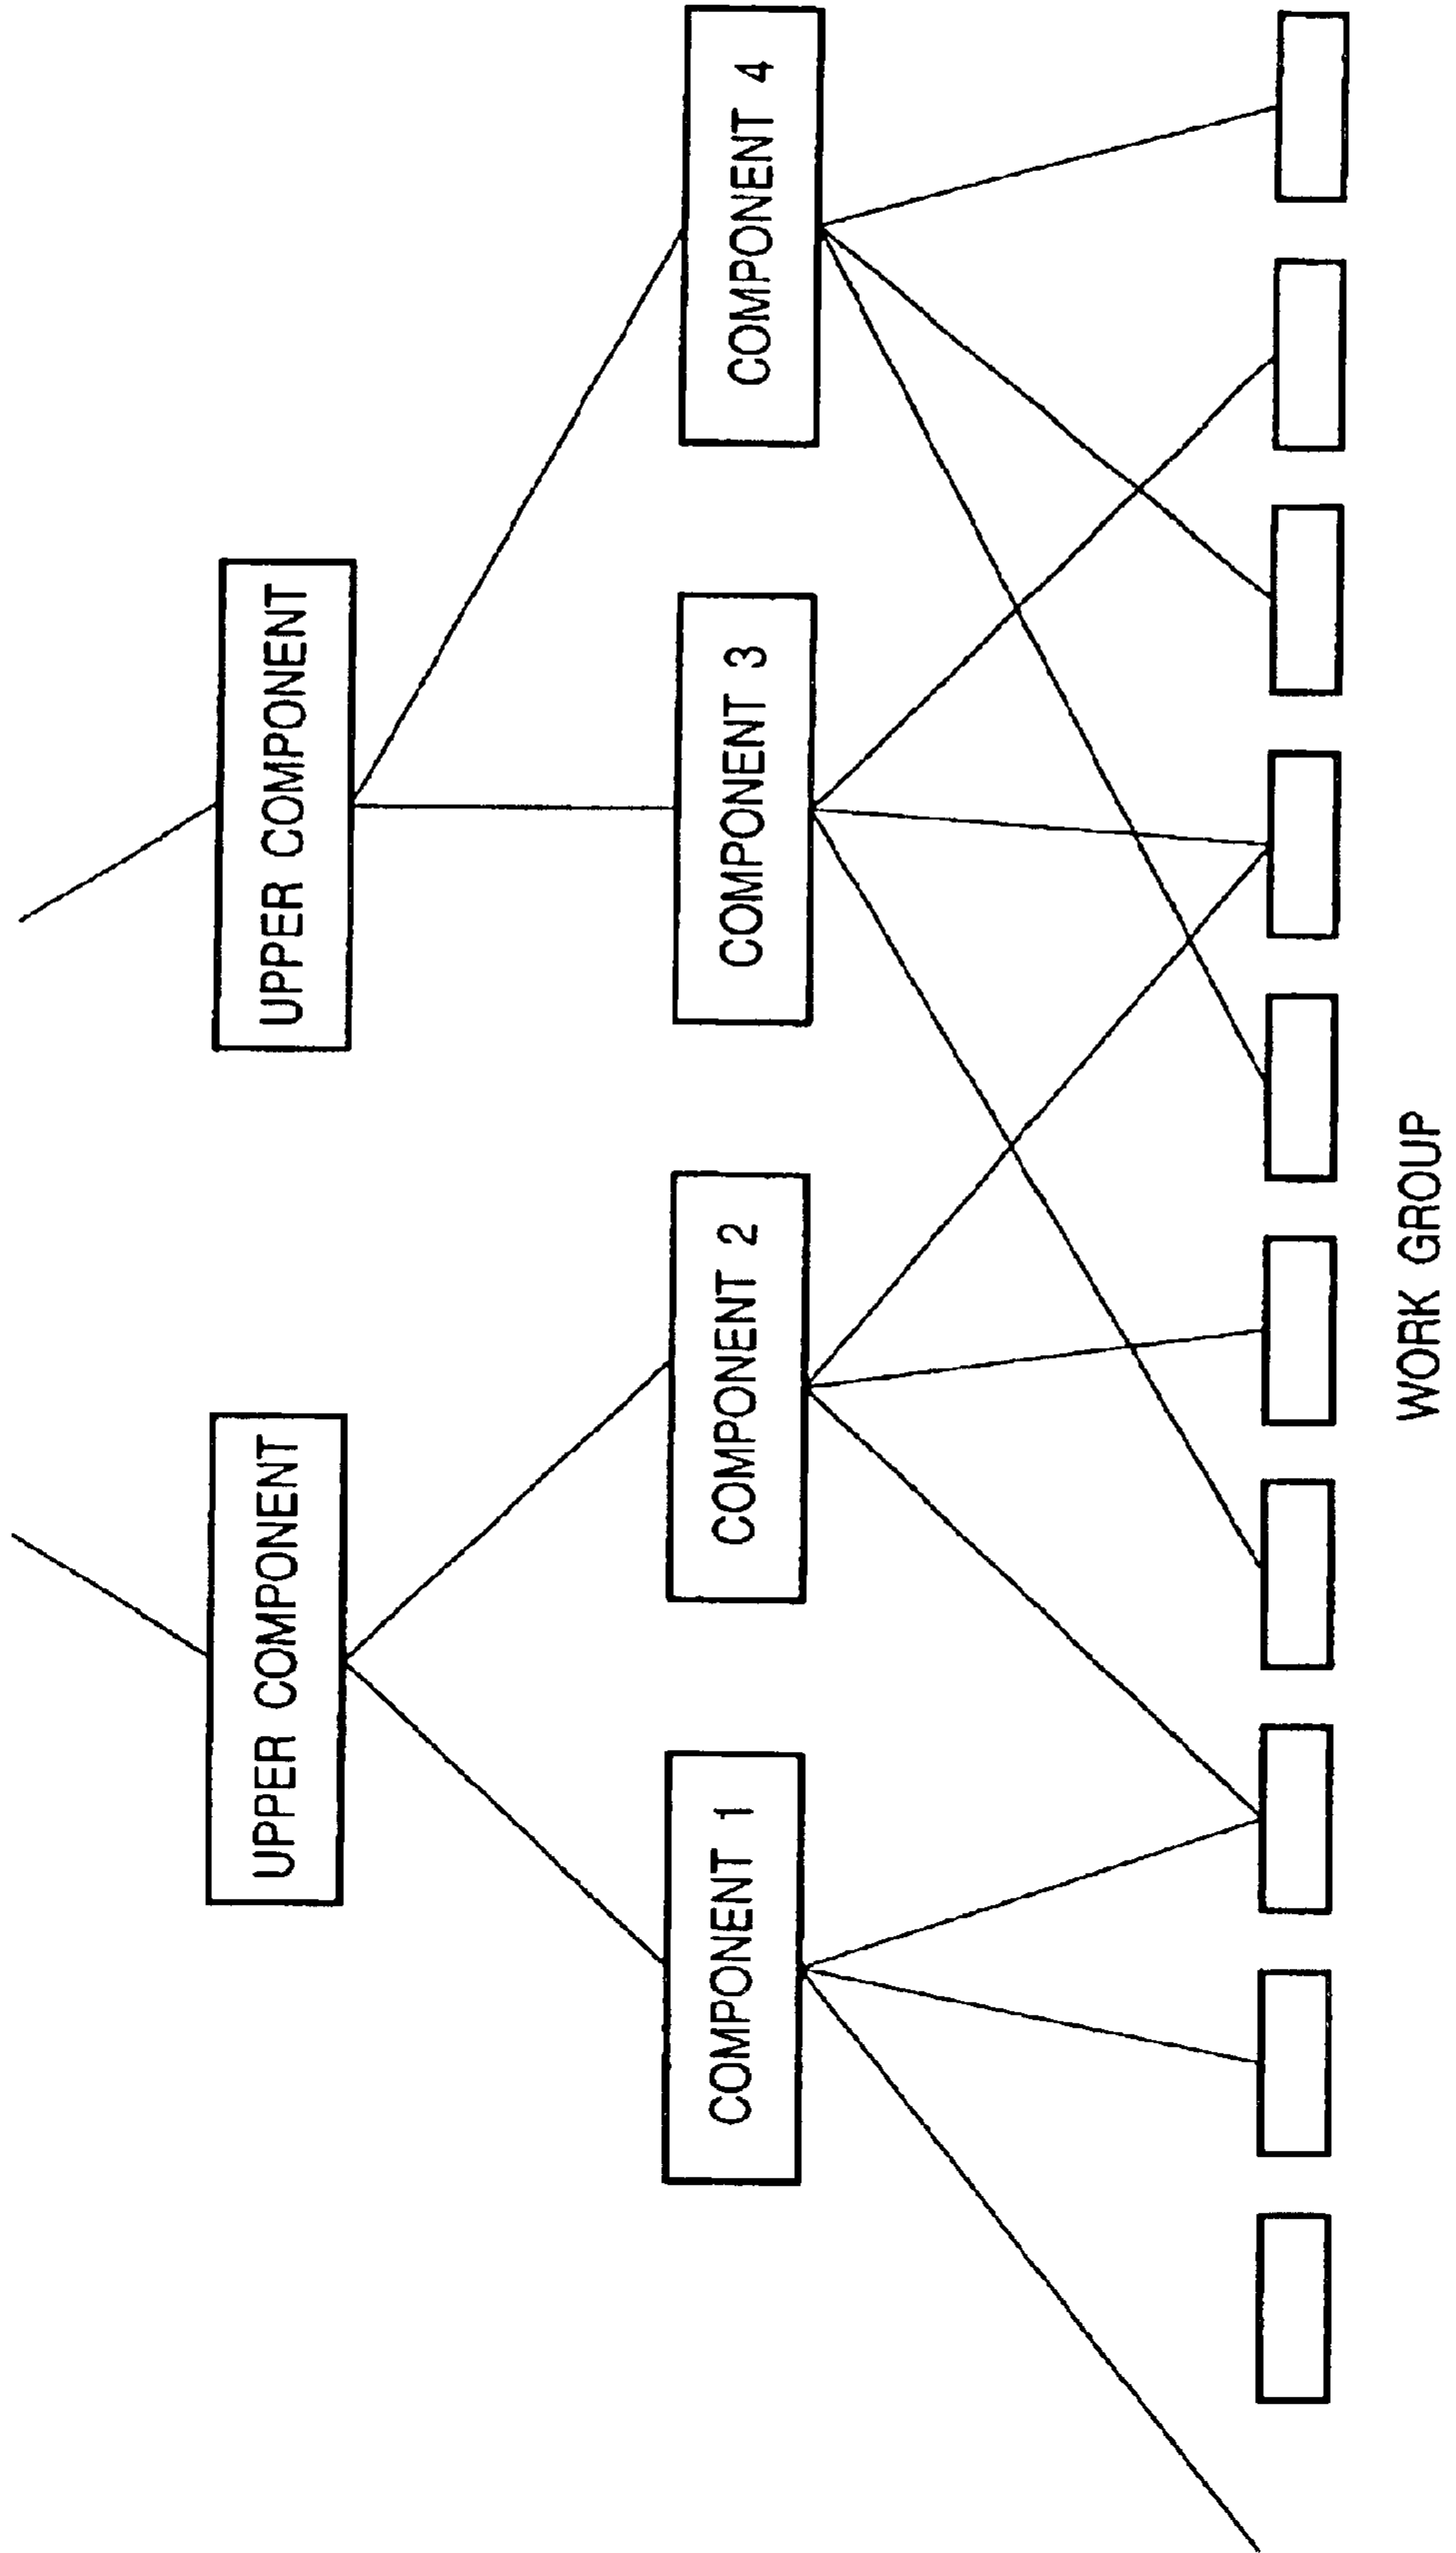 UPPER COMPONENT
UPPER COMPONENT
COMPONENT 1
COMPONENT 2
COMPONENT 3
COMPONENT 4
WORK GROUP